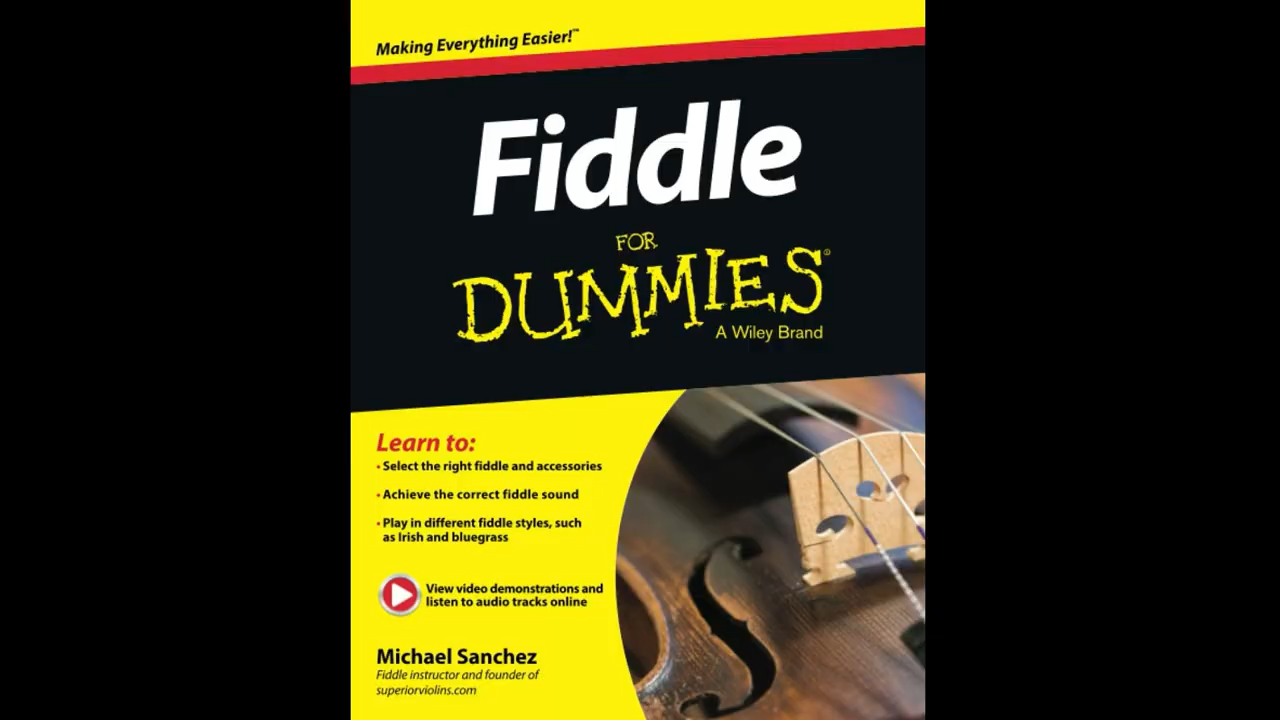 Making Everything Easier!™
Fiddle
FOR
DUMMIES®
A Wiley Brand
Learn to:
• Select the right fiddle and accessories
• Achieve the correct fiddle sound
• Play in different fiddle styles, such
as Irish and bluegrass
View video demonstrations and
listen to audio tracks online
Michael Sanchez
Fiddle instructor and founder of
superiorviolins.com